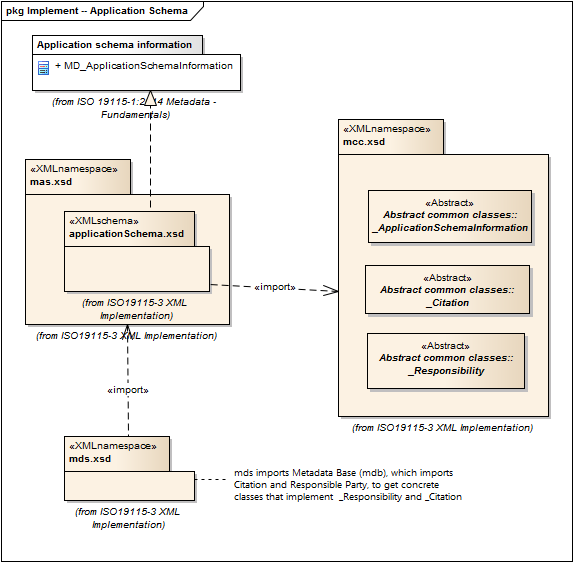 pkg Implement -- Application Schema
Application schema information
+ MD_ApplicationSchemaInformation
(from ISO 19115-1:2014 Metadata -
Fundamentals)
«XMLnamespace»
mas.xsd
«XMLschema»
applicationSchema.xsd
(from ISO19115-3 XML
Implementation)
(from ISO19115-3 XML Implementation)
«import»
«XMLnamespace»
mcc.xsd
«Abstract»
Abstract common classes::
_ApplicationSchemaInformation
«Abstract»
Abstract common classes::
_Citation
«Abstract»
Abstract common classes::
_Responsibility
(from ISO19115-3 XML Implementation)
«import»
«XMLnamespace»
mds.xsd
(from ISO19115-3 XML
Implementation)
mds imports Metadata Base (mdb), which imports
Citation and Responsible Party, to get concrete
classes that implement _Responsibility and _Citation